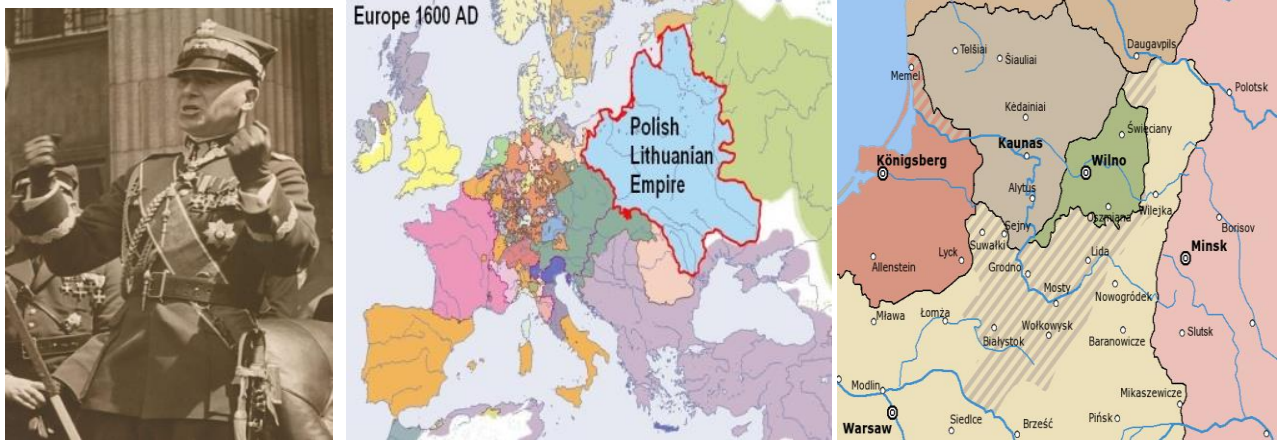 Europe 1600 AD
Polish
Lithuanian
Empire
Telšiai
Šiauliai
Daugavpils
Memel
Polotsk
Kėdainiai
Święciany
Kaunas
Königsberg
Wilno
Alytus
Oszmiana
Wilejka
Sejny
Suwałki
Borisov
Lida
Minsk
Lyck
Allenstein
Grodno
Mosty
Nowogródek
Mława
Łomża
Białystok
Wołkowysk
Baranowicze
Slutsk
Modlin
Mikaszewicze
Warsaw
Siedlce
Brześć
Pińsk